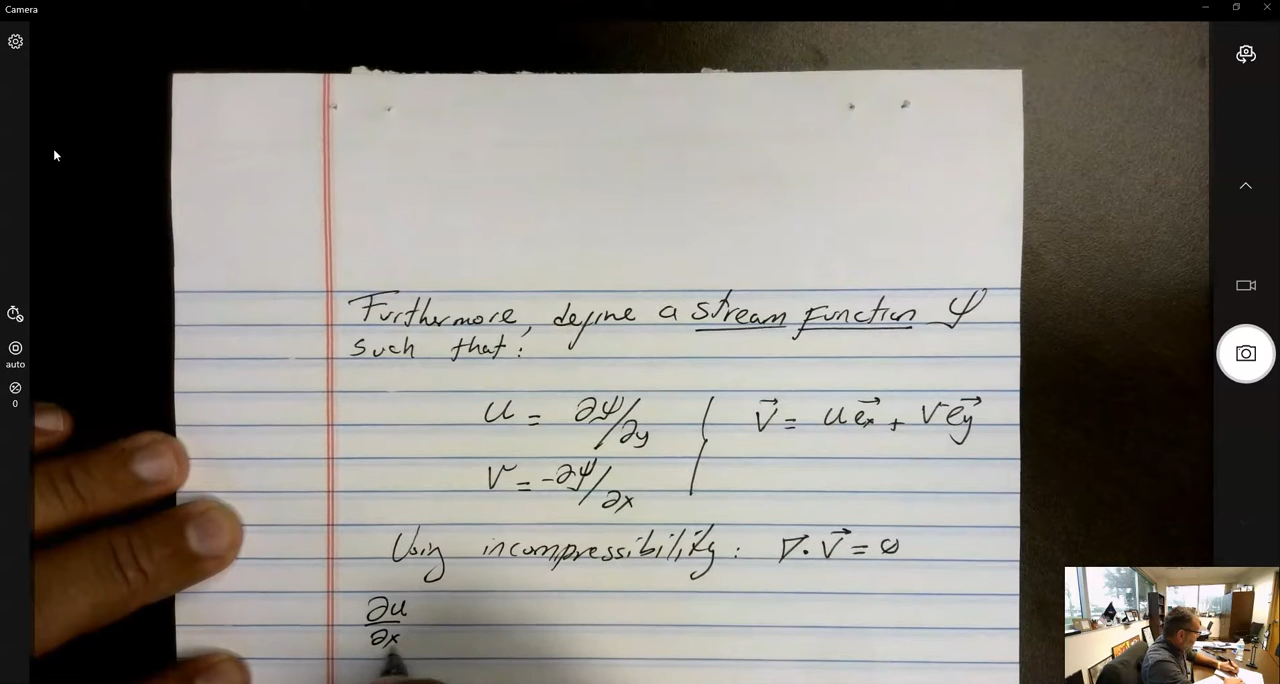 Camera
Furthermore, define a stream function ψ
such that:
u = ∂ψ/∂y
V⃗ = u e⃗x + v e⃗y
v = -∂ψ/∂x
Using incompressibility: ∇·V⃗ = 0
∂u/∂x
auto
0